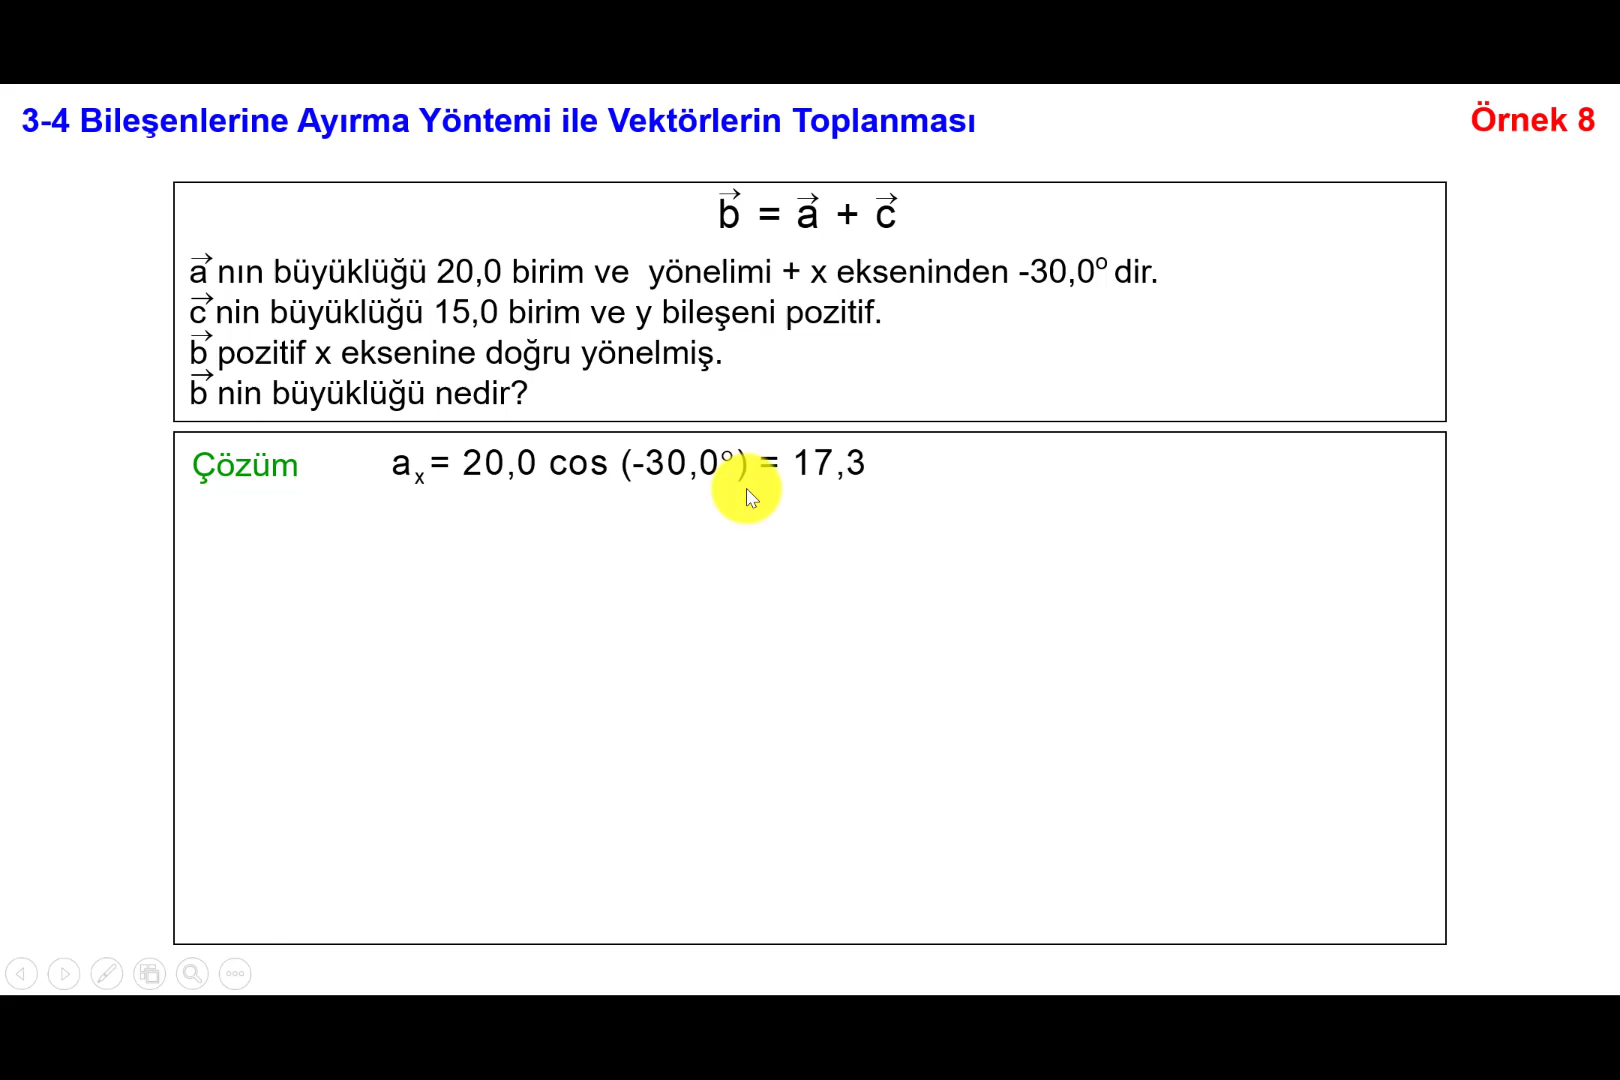 3-4 Bileşenlerine Ayırma Yöntemi ile Vektörlerin Toplanması
Örnek 8
b⃗ = a⃗ + c⃗
a⃗ nın büyüklüğü 20,0 birim ve yönelimi + x ekseninden -30,0º dir.
c⃗ nin büyüklüğü 15,0 birim ve y bileşeni pozitif.
b⃗ pozitif x eksenine doğru yönelmiş.
b⃗ nin büyüklüğü nedir?
Çözüm aₓ = 20,0 cos (-30,0º) = 17,3